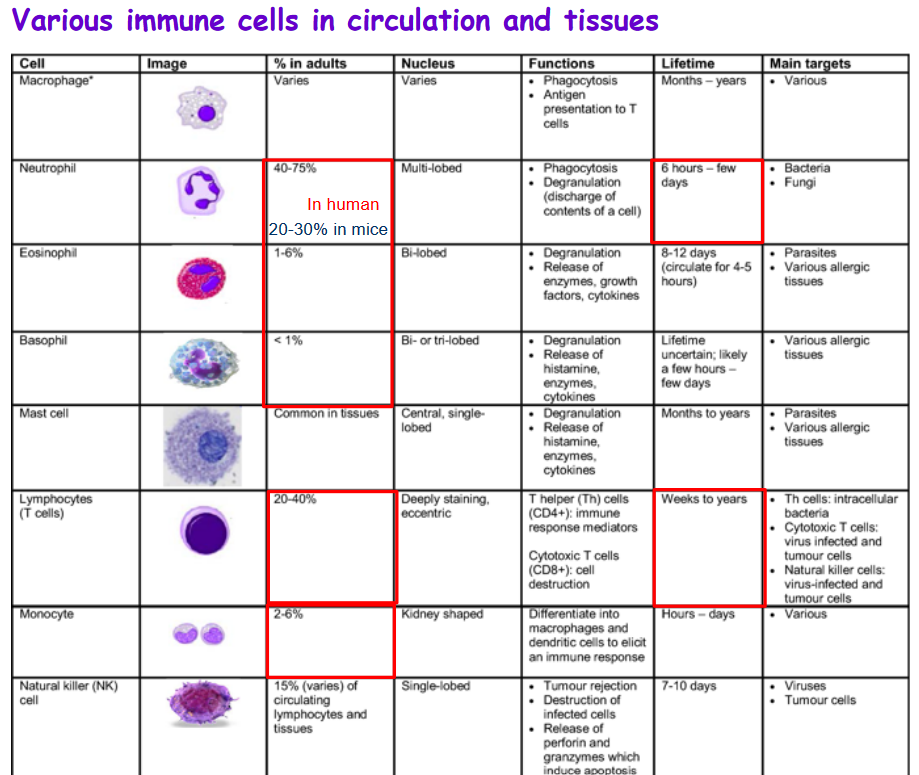 Various immune cells in circulation and tissues
Cell Image % in adults Nucleus Functions Lifetime Main targets
Macrophage* Varies Varies • Phagocytosis Months – years • Various
• Antigen
presentation to T
cells
Neutrophil 40-75% Multi-lobed • Phagocytosis 6 hours – few • Bacteria
• Degranulation days • Fungi
In human (discharge of
20-30% in mice contents of a cell)
Eosinophil 1-6% Bi-lobed • Degranulation 8-12 days • Parasites
• Release of (circulate for 4-5 • Various allergic
enzymes, growth hours) tissues
factors, cytokines
Basophil < 1% Bi- or tri-lobed • Degranulation Lifetime • Various allergic
• Release of uncertain; likely tissues
histamine, a few hours –
enzymes, few days
cytokines
Mast cell Common in tissues Central, single- • Degranulation Months to years • Parasites
lobed • Release of • Various allergic
histamine, tissues
enzymes,
cytokines
Lymphocytes 20-40% Deeply staining, T helper (Th) cells Weeks to years • Th cells: intracellular
(T cells) eccentric (CD4+): immune bacteria
response mediators • Cytotoxic T cells:
virus infected and
Cytotoxic T cells tumour cells
(CD8+): cell • Natural killer cells:
destruction virus-infected and
tumour cells
Monocyte 2-6% Kidney shaped Differentiate into Hours – days • Various
macrophages and
dendritic cells to elicit
an immune response
Natural killer (NK) 15% (varies) of Single-lobed • Tumour rejection 7-10 days • Viruses
cell circulating • Destruction of • Tumour cells
lymphocytes and infected cells
tissues • Release of
perforin and
granzymes which
induce apoptosis